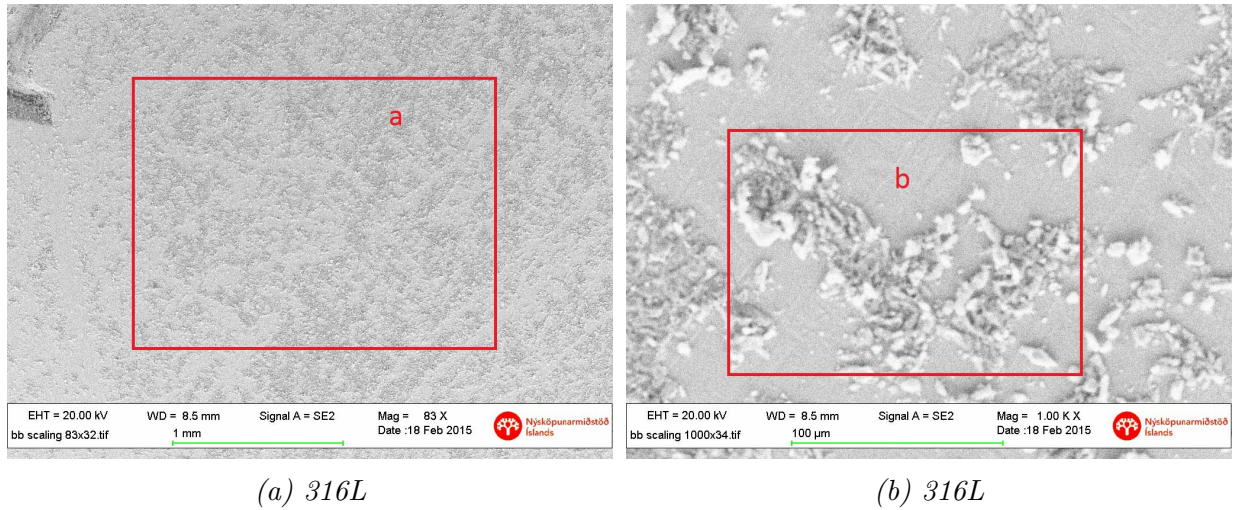 a
EHT = 20.00 kV WD = 8.5 mm Signal A = SE2 Mag = 83 X
bb scaling 83x32.tif 1 mm Date :18 Feb 2015
Nýsköpunarmiðstöð
Íslands
(a) 316L
b
EHT = 20.00 kV WD = 8.5 mm Signal A = SE2 Mag = 1.00 K X
bb scaling 1000x34.tif 100 µm Date :18 Feb 2015
Nýsköpunarmiðstöð
Íslands
(b) 316L